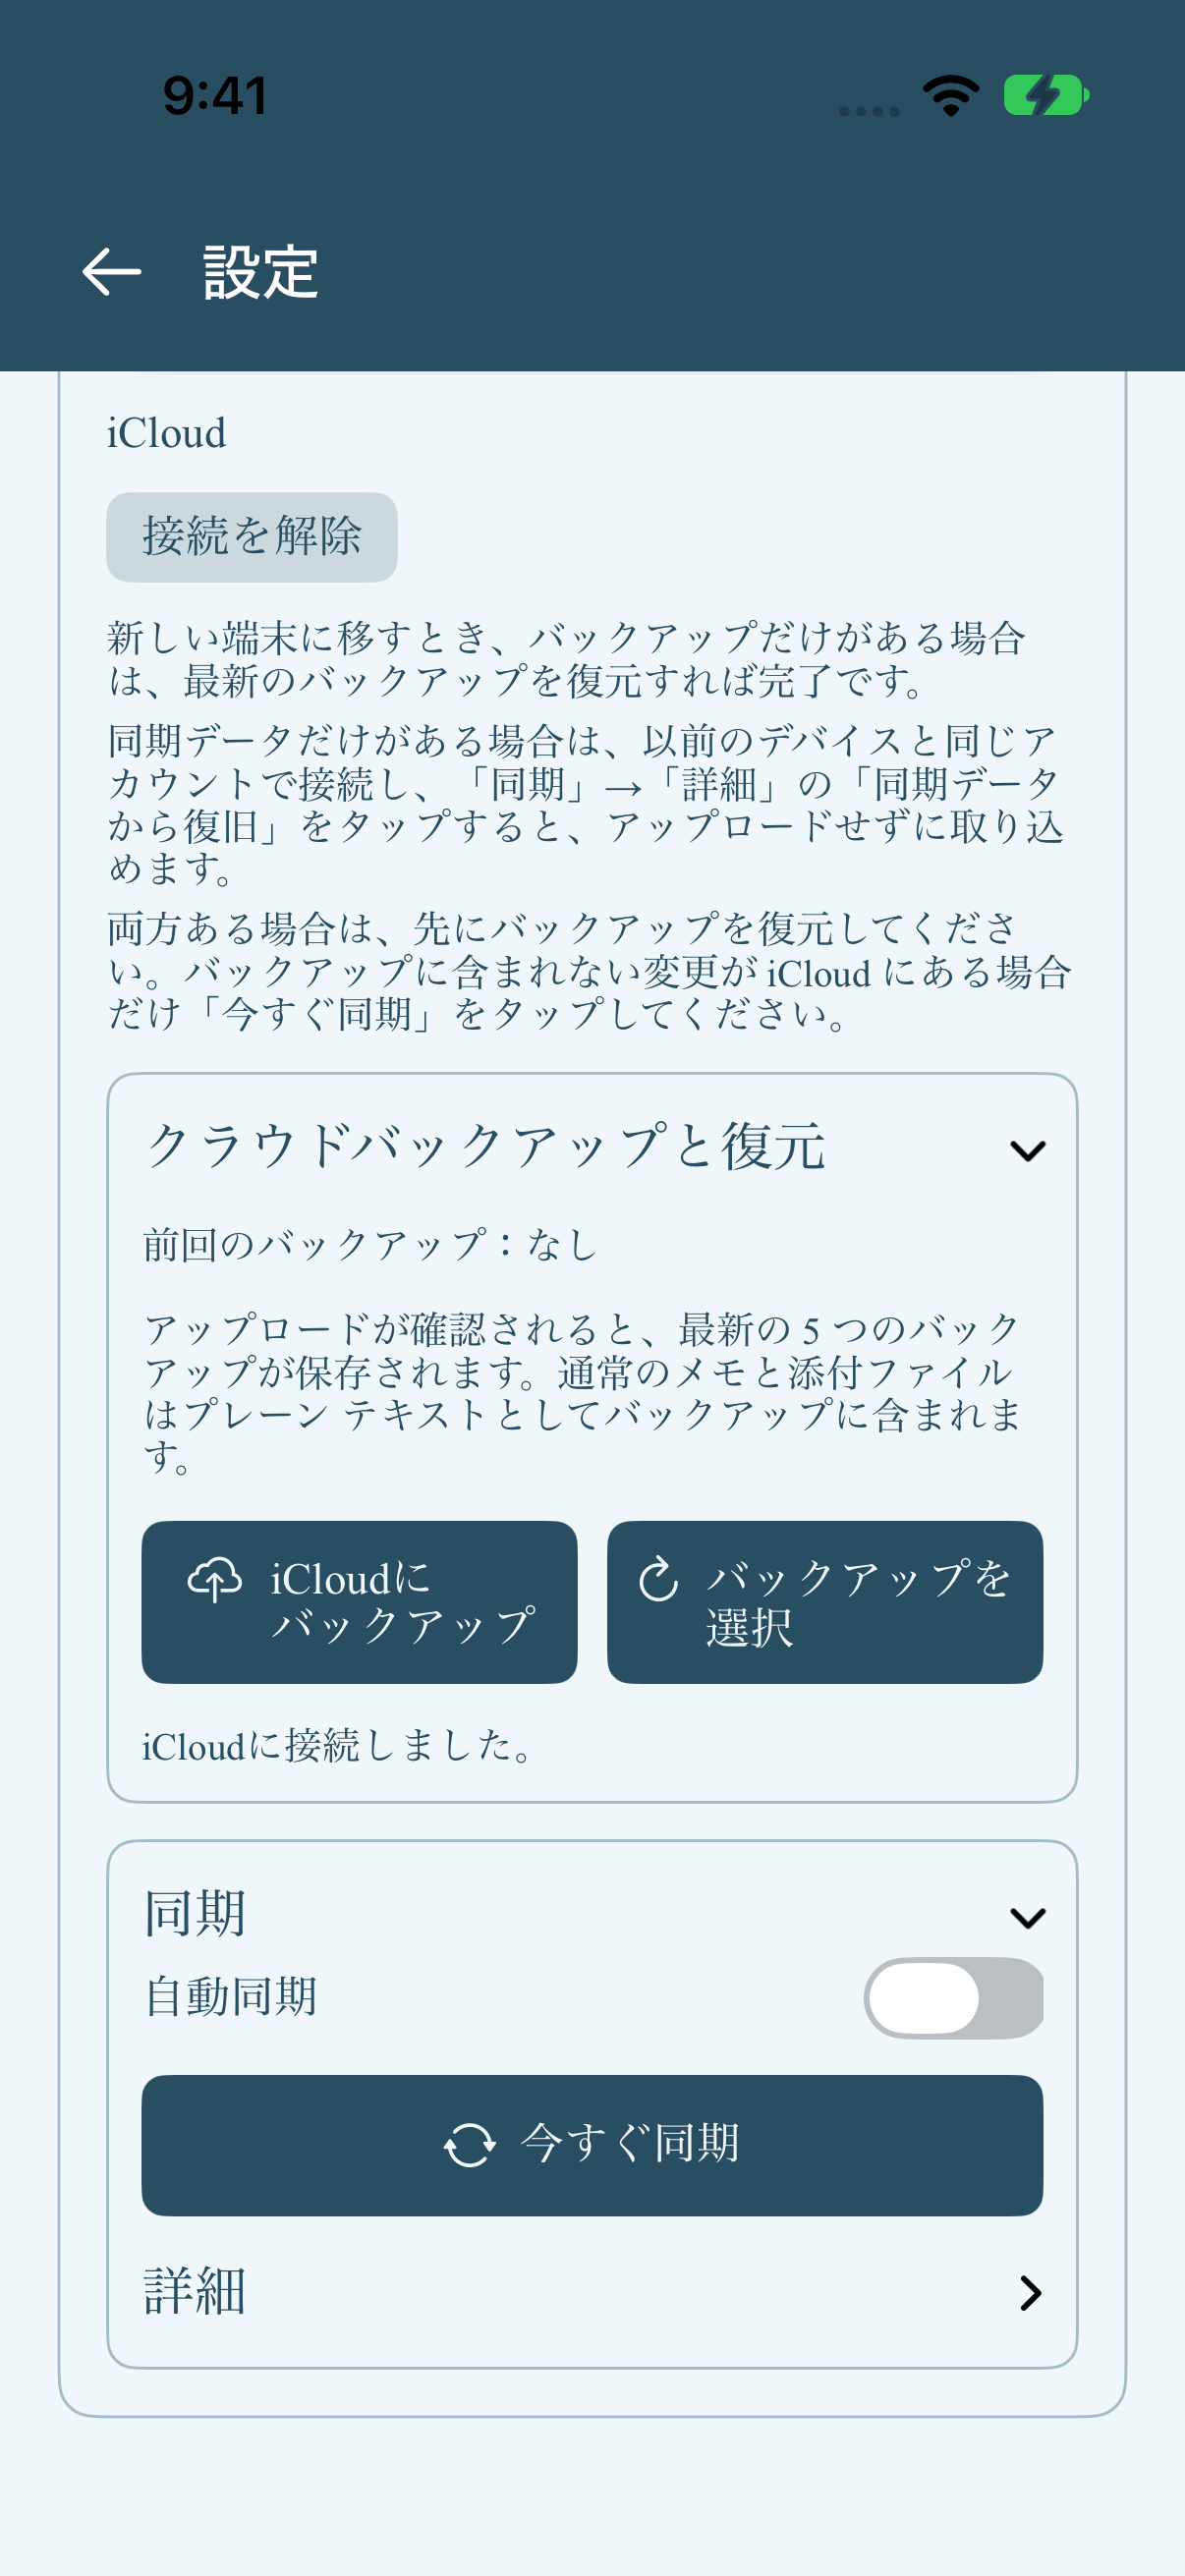 9:41
設定
iCloud
接続を解除
新しい端末に移すとき、バックアップだけがある場合
は、最新のバックアップを復元すれば完了です。
同期データだけがある場合は、以前のデバイスと同じア
カウントで接続し、「同期」→「詳細」の「同期データ
から復旧」をタップすると、アップロードせずに取り込
めます。
両方ある場合は、先にバックアップを復元してくださ
い。バックアップに含まれない変更が iCloud にある場合
だけ「今すぐ同期」をタップしてください。
クラウドバックアップと復元
前回のバックアップ：なし
アップロードが確認されると、最新の 5 つのバック
アップが保存されます。通常のメモと添付ファイル
はプレーン テキストとしてバックアップに含まれま
す。
iCloudに
バックアップ
バックアップを
選択
iCloudに接続しました。
同期
自動同期
今すぐ同期
詳細